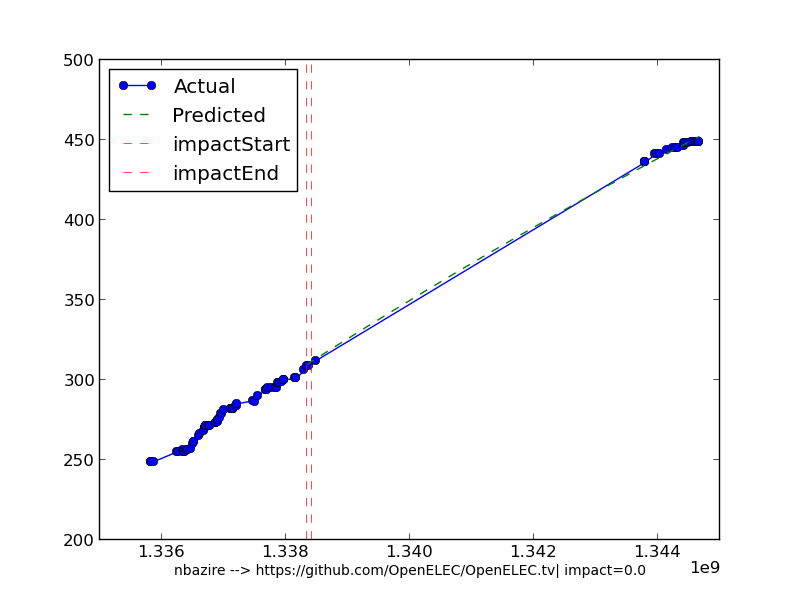 500
450
400
350
300
250
200
Actual
Predicted
impactStart
impactEnd
1.336 1.338 1.340 1.342 1.344
1e9
nbazire --> https://github.com/OpenELEC/OpenELEC.tv| impact=0.0